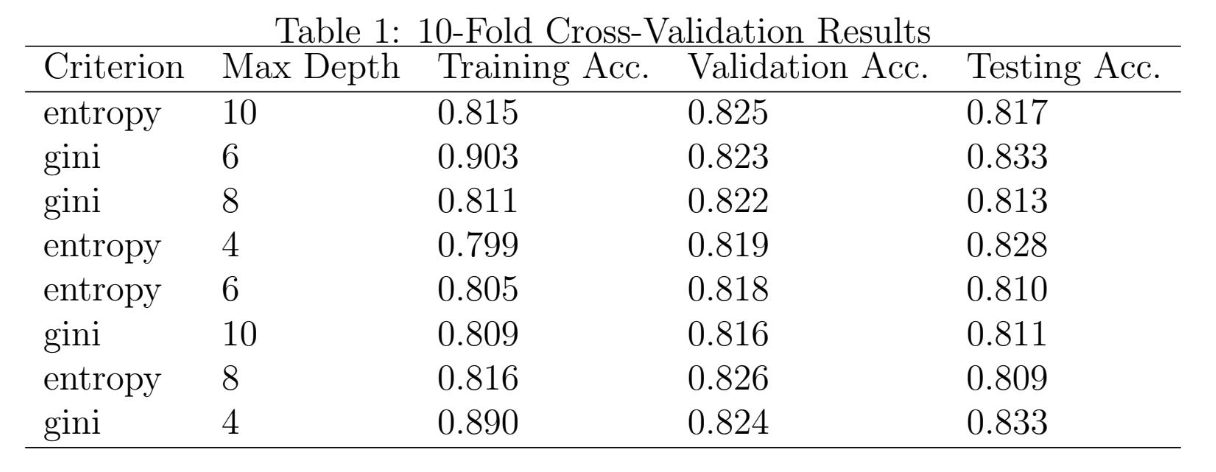 Table 1: 10-Fold Cross-Validation Results
Criterion Max Depth Training Acc. Validation Acc. Testing Acc.
entropy 10 0.815 0.825 0.817
gini 6 0.903 0.823 0.833
gini 8 0.811 0.822 0.813
entropy 4 0.799 0.819 0.828
entropy 6 0.805 0.818 0.810
gini 10 0.809 0.816 0.811
entropy 8 0.816 0.826 0.809
gini 4 0.890 0.824 0.833